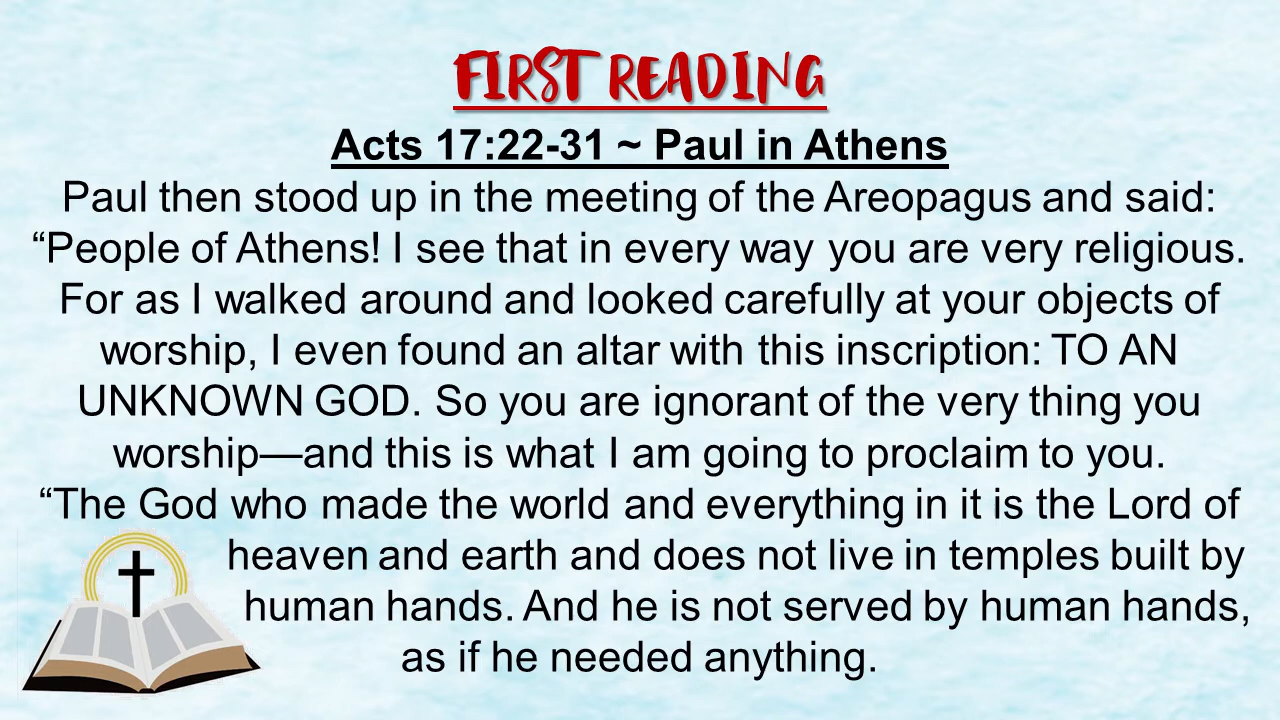 FIRST READING
Acts 17:22-31 ~ Paul in Athens
Paul then stood up in the meeting of the Areopagus and said:
“People of Athens! I see that in every way you are very religious.
For as I walked around and looked carefully at your objects of
worship, I even found an altar with this inscription: TO AN
UNKNOWN GOD. So you are ignorant of the very thing you
worship—and this is what I am going to proclaim to you.
“The God who made the world and everything in it is the Lord of
heaven and earth and does not live in temples built by
human hands. And he is not served by human hands,
as if he needed anything.